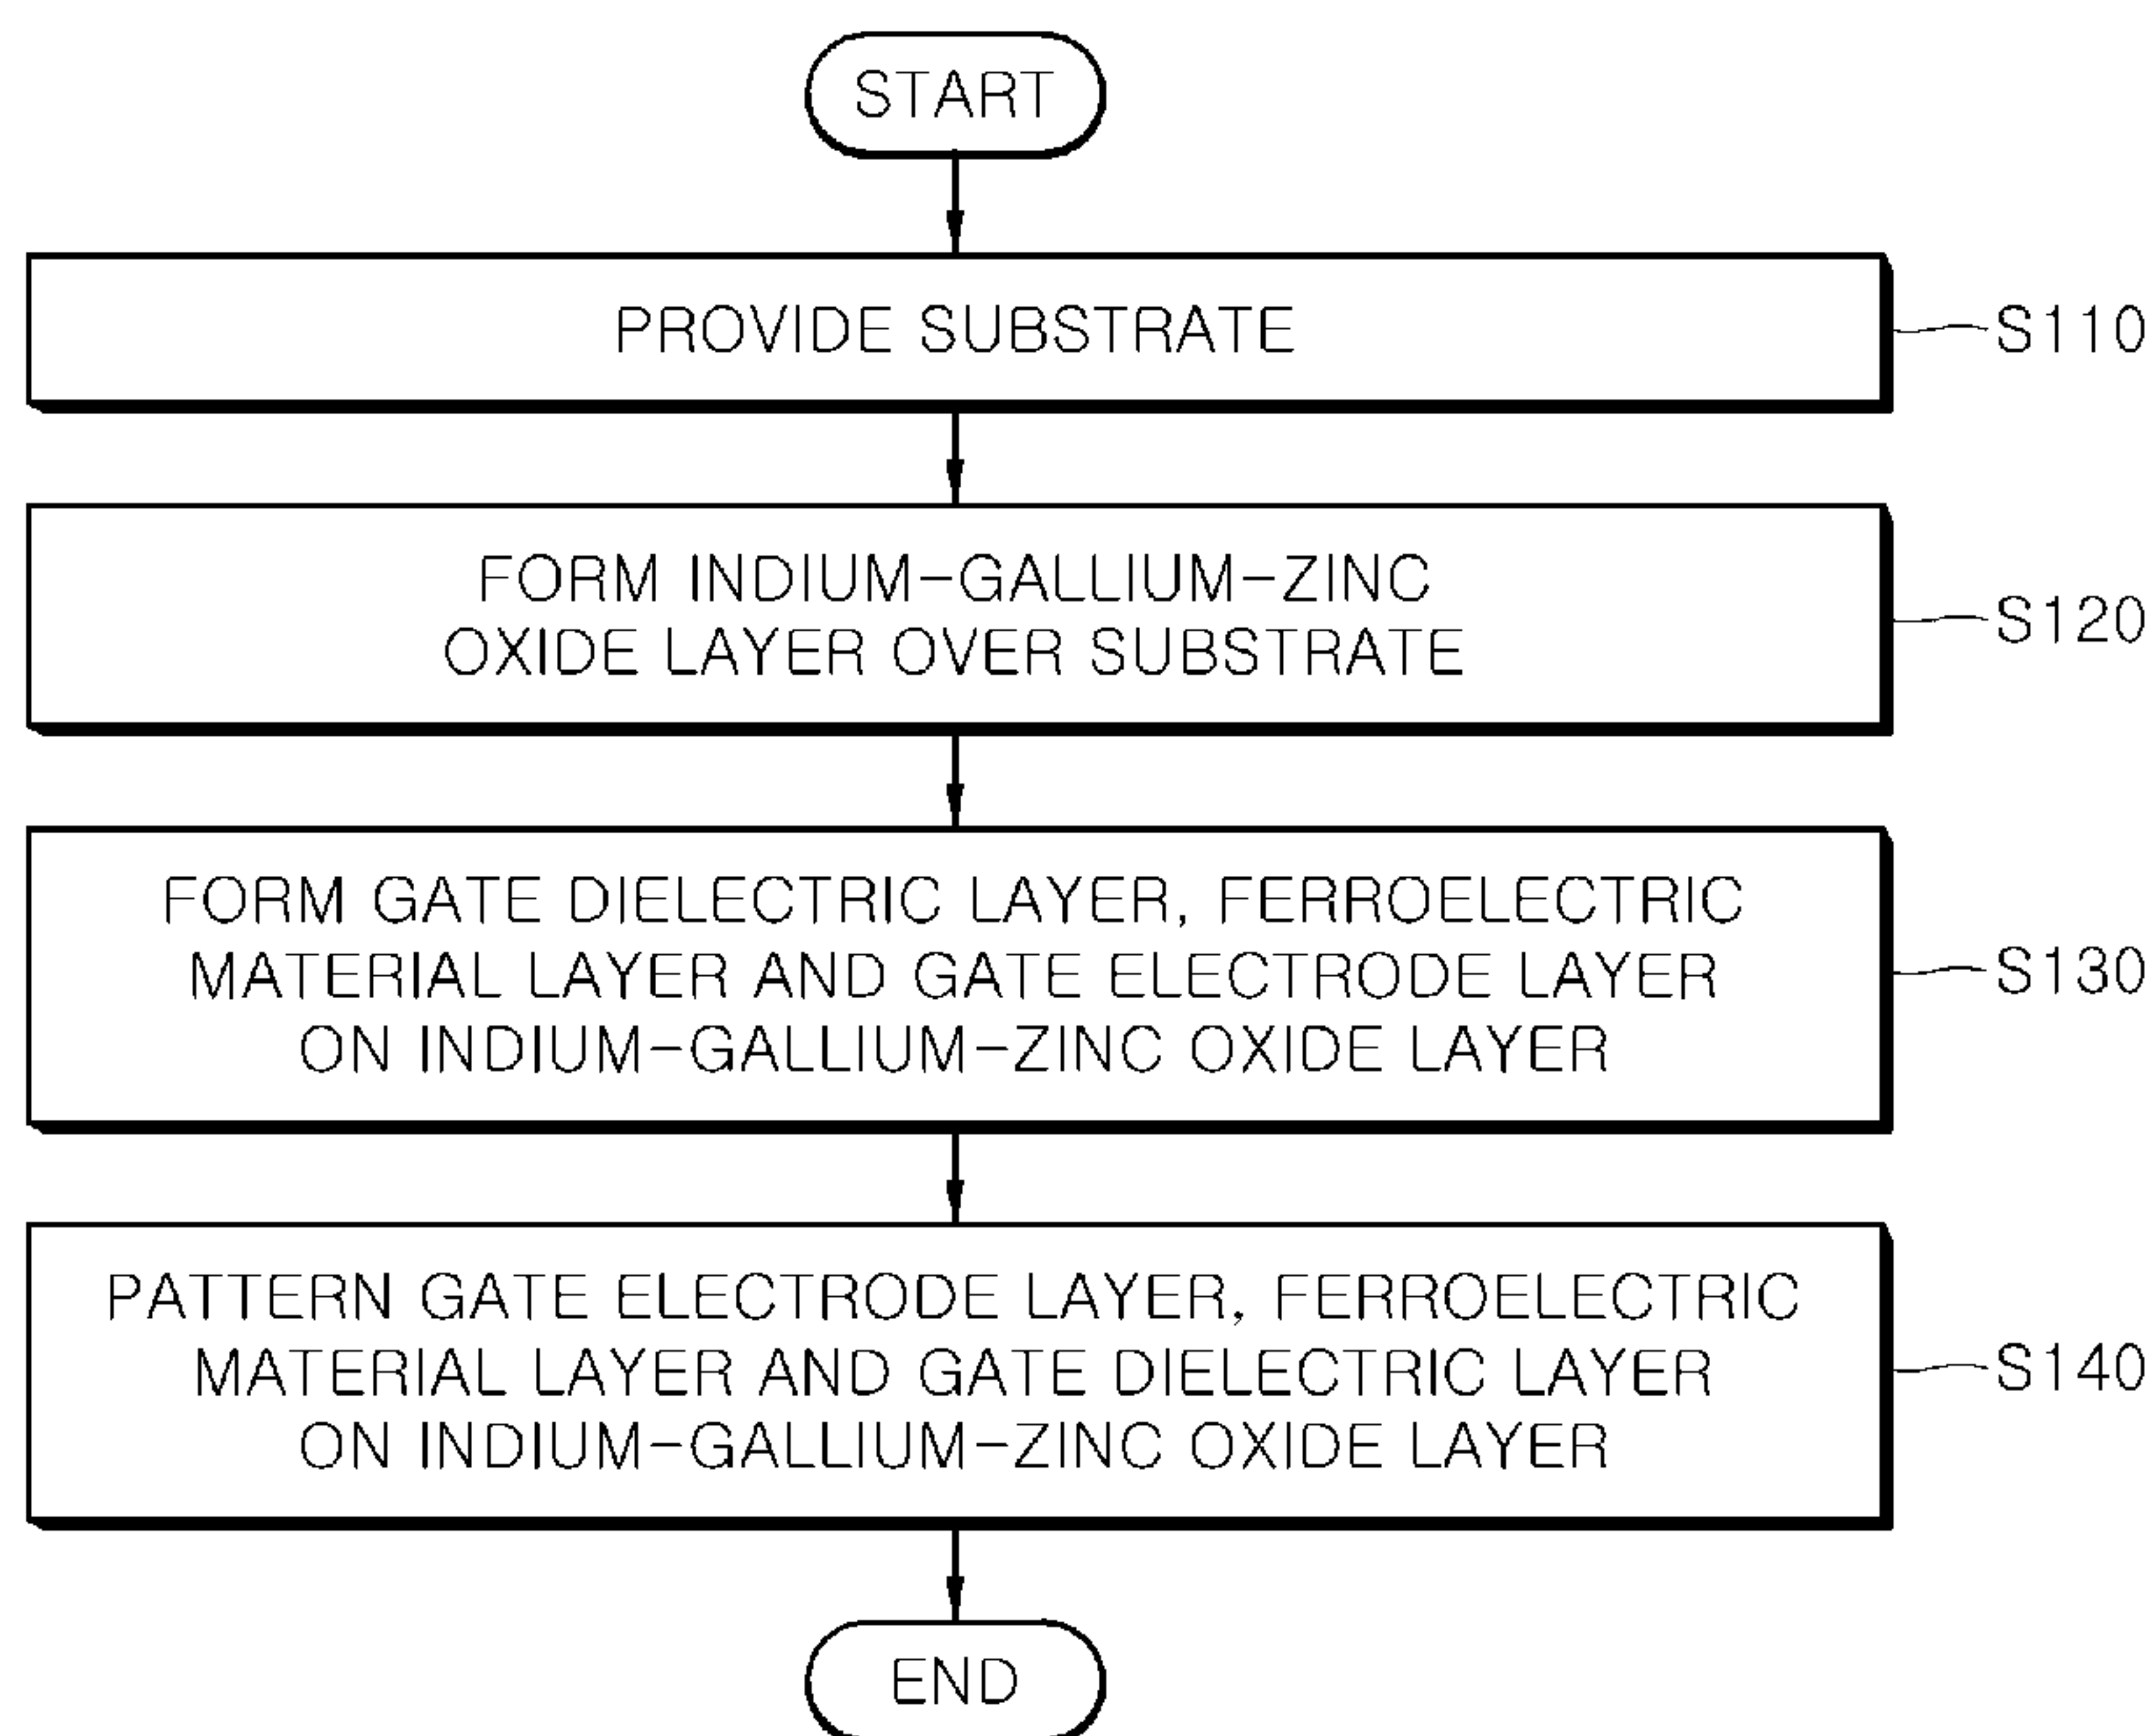 START
PROVIDE SUBSTRATE
S110
FORM INDIUM-GALLIUM-ZINC
OXIDE LAYER OVER SUBSTRATE
S120
FORM GATE DIELECTRIC LAYER, FERROELECTRIC
MATERIAL LAYER AND GATE ELECTRODE LAYER
ON INDIUM-GALLIUM-ZINC OXIDE LAYER
S130
PATTERN GATE ELECTRODE LAYER, FERROELECTRIC
MATERIAL LAYER AND GATE DIELECTRIC LAYER
ON INDIUM-GALLIUM-ZINC OXIDE LAYER
S140
END